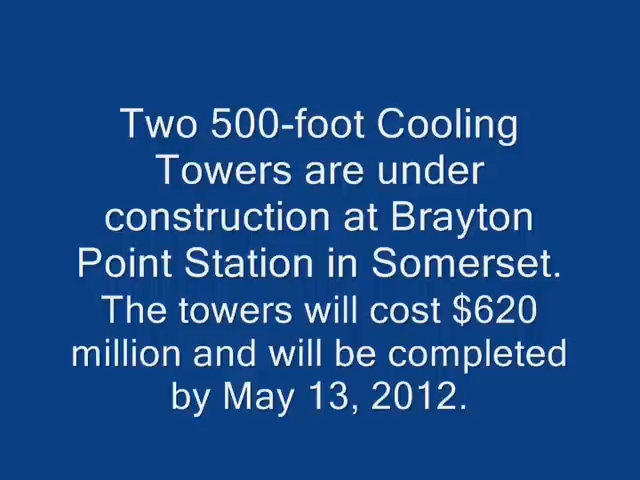 Two 500-foot Cooling
Towers are under
construction at Brayton
Point Station in Somerset.
The towers will cost $620
million and will be completed
by May 13, 2012.